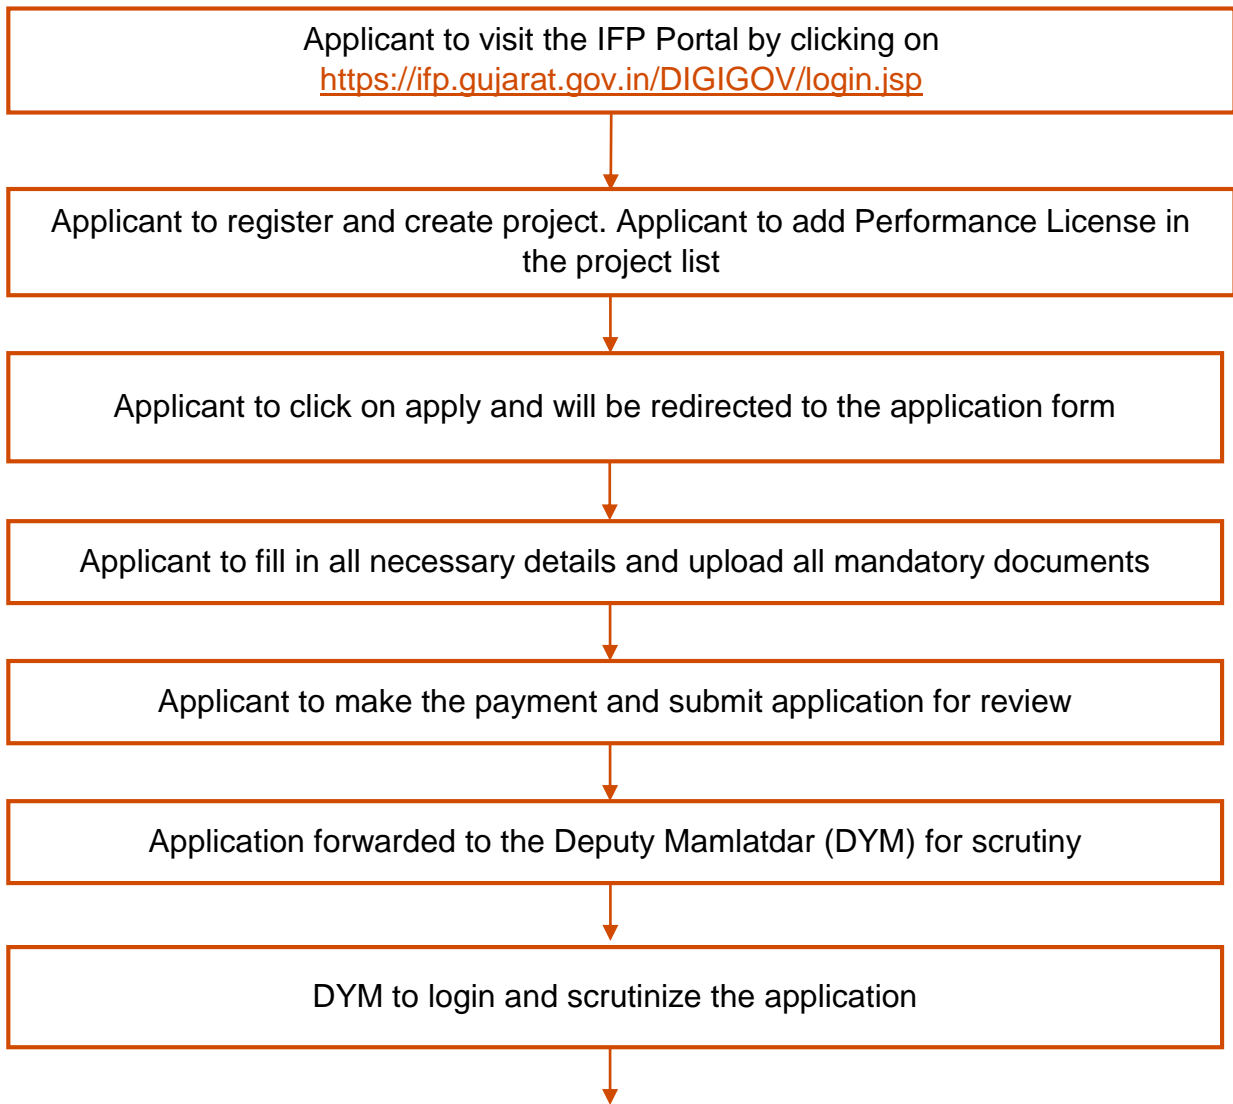 Applicant to visit the IFP Portal by clicking on
https://ifp.gujarat.gov.in/DIGIGOV/login.jsp
Applicant to register and create project. Applicant to add Performance License in
the project list
Applicant to click on apply and will be redirected to the application form
Applicant to fill in all necessary details and upload all mandatory documents
Applicant to make the payment and submit application for review
Application forwarded to the Deputy Mamlatdar (DYM) for scrutiny
DYM to login and scrutinize the application